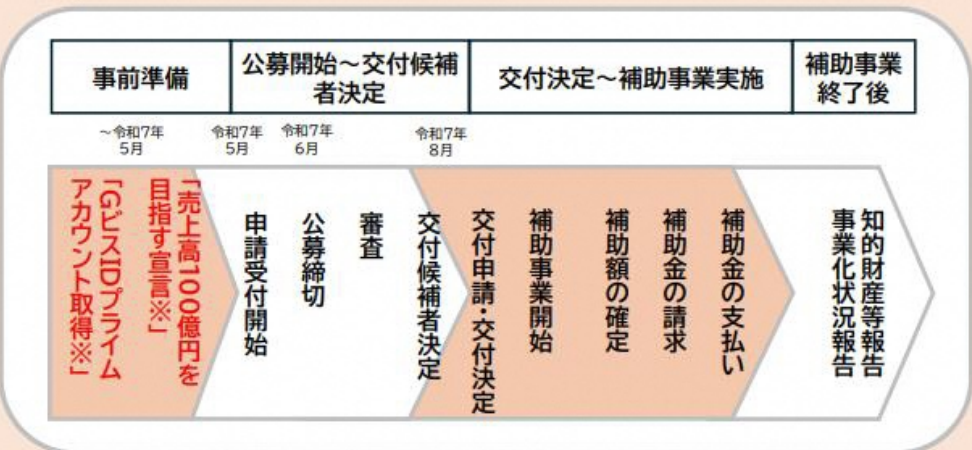 事前準備
公募開始～交付候補
者決定
交付決定～補助事業実施
補助事業
終了後
～令和7年
5月
令和7年
5月
令和7年
6月
令和7年
8月
「GビズIDプライム
アカウント取得※」
「売上高100億円を
目指す宣言※」
申請受付開始
公募締切
審査
交付候補者決定
交付申請・交付決定
補助事業開始
補助額の確定
補助金の請求
補助金の支払い
知的財産等報告
事業化状況報告